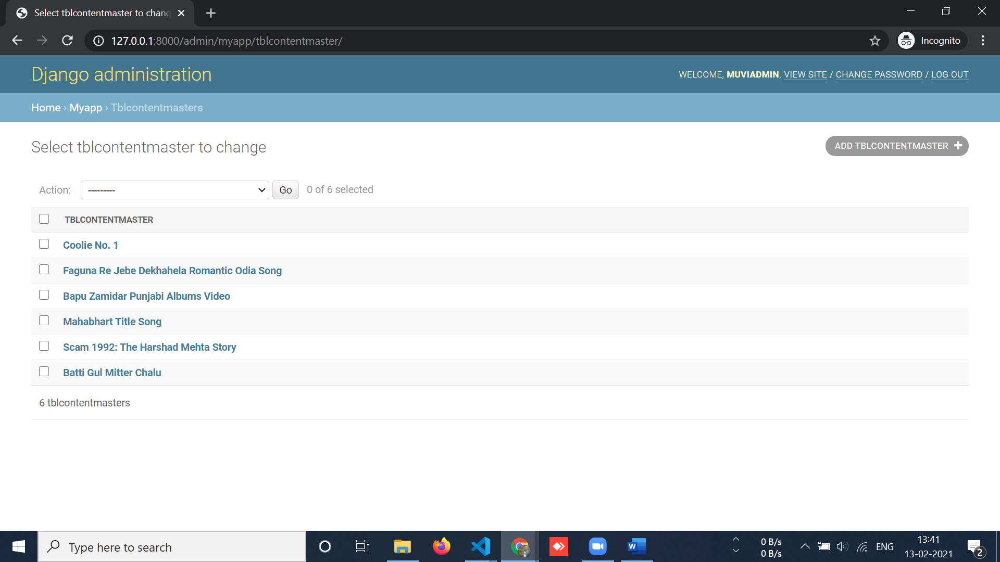 Select tblcontentmaster to chang
127.0.0.1:8000/admin/myapp/tblcontentmaster/
Incognito
Django administration
WELCOME, MUVIADMIN. VIEW SITE / CHANGE PASSWORD / LOG OUT
Home › Myapp › Tblcontentmasters
Select tblcontentmaster to change
ADD TBLCONTENTMASTER +
Action: --------- Go 0 of 6 selected
TBLCONTENTMASTER
Coolie No. 1
Faguna Re Jebe Dekhahela Romantic Odia Song
Bapu Zamidar Punjabi Albums Video
Mahabhart Title Song
Scam 1992: The Harshad Mehta Story
Batti Gul Mitter Chalu
6 tblcontentmasters
Type here to search
W
0 B/s
0 B/s
ENG
13:41
13-02-2021
2